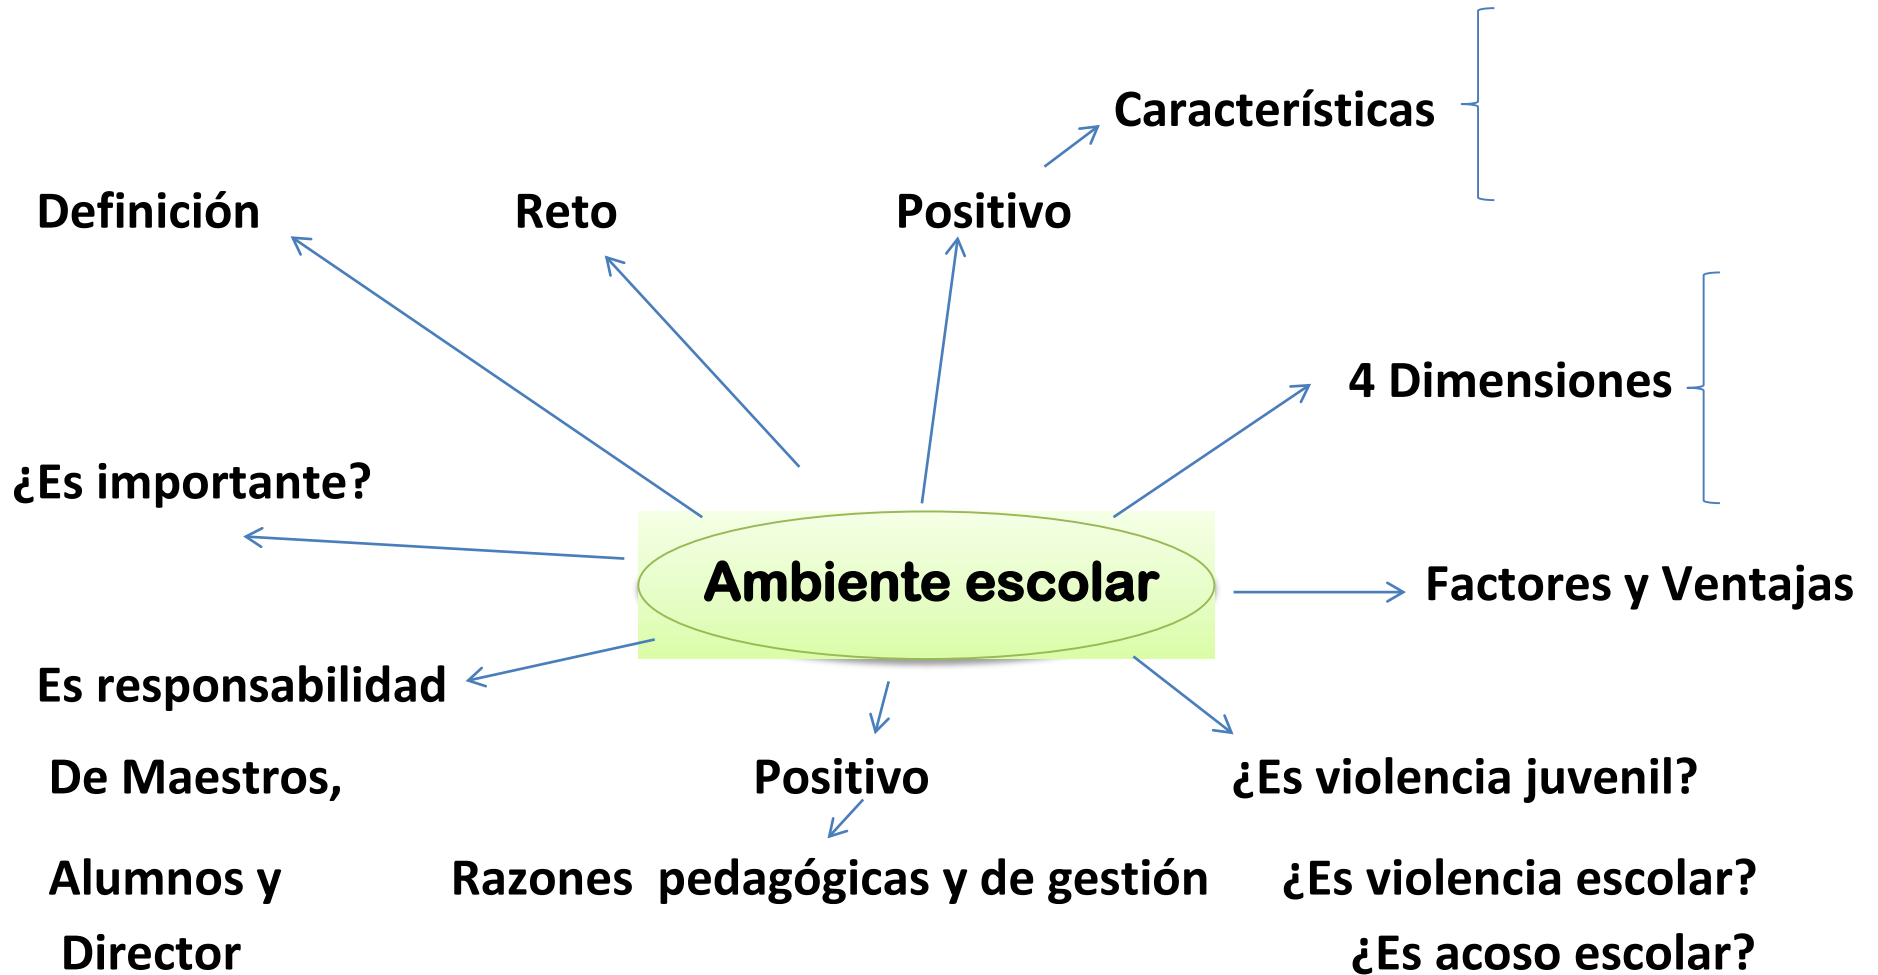 Características
Definición
Reto
Positivo
4 Dimensiones
¿Es importante?
Ambiente escolar
Factores y Ventajas
Es responsabilidad
De Maestros,
Positivo
¿Es violencia juvenil?
Alumnos y
Razones pedagógicas y de gestión
¿Es violencia escolar?
Director
¿Es acoso escolar?